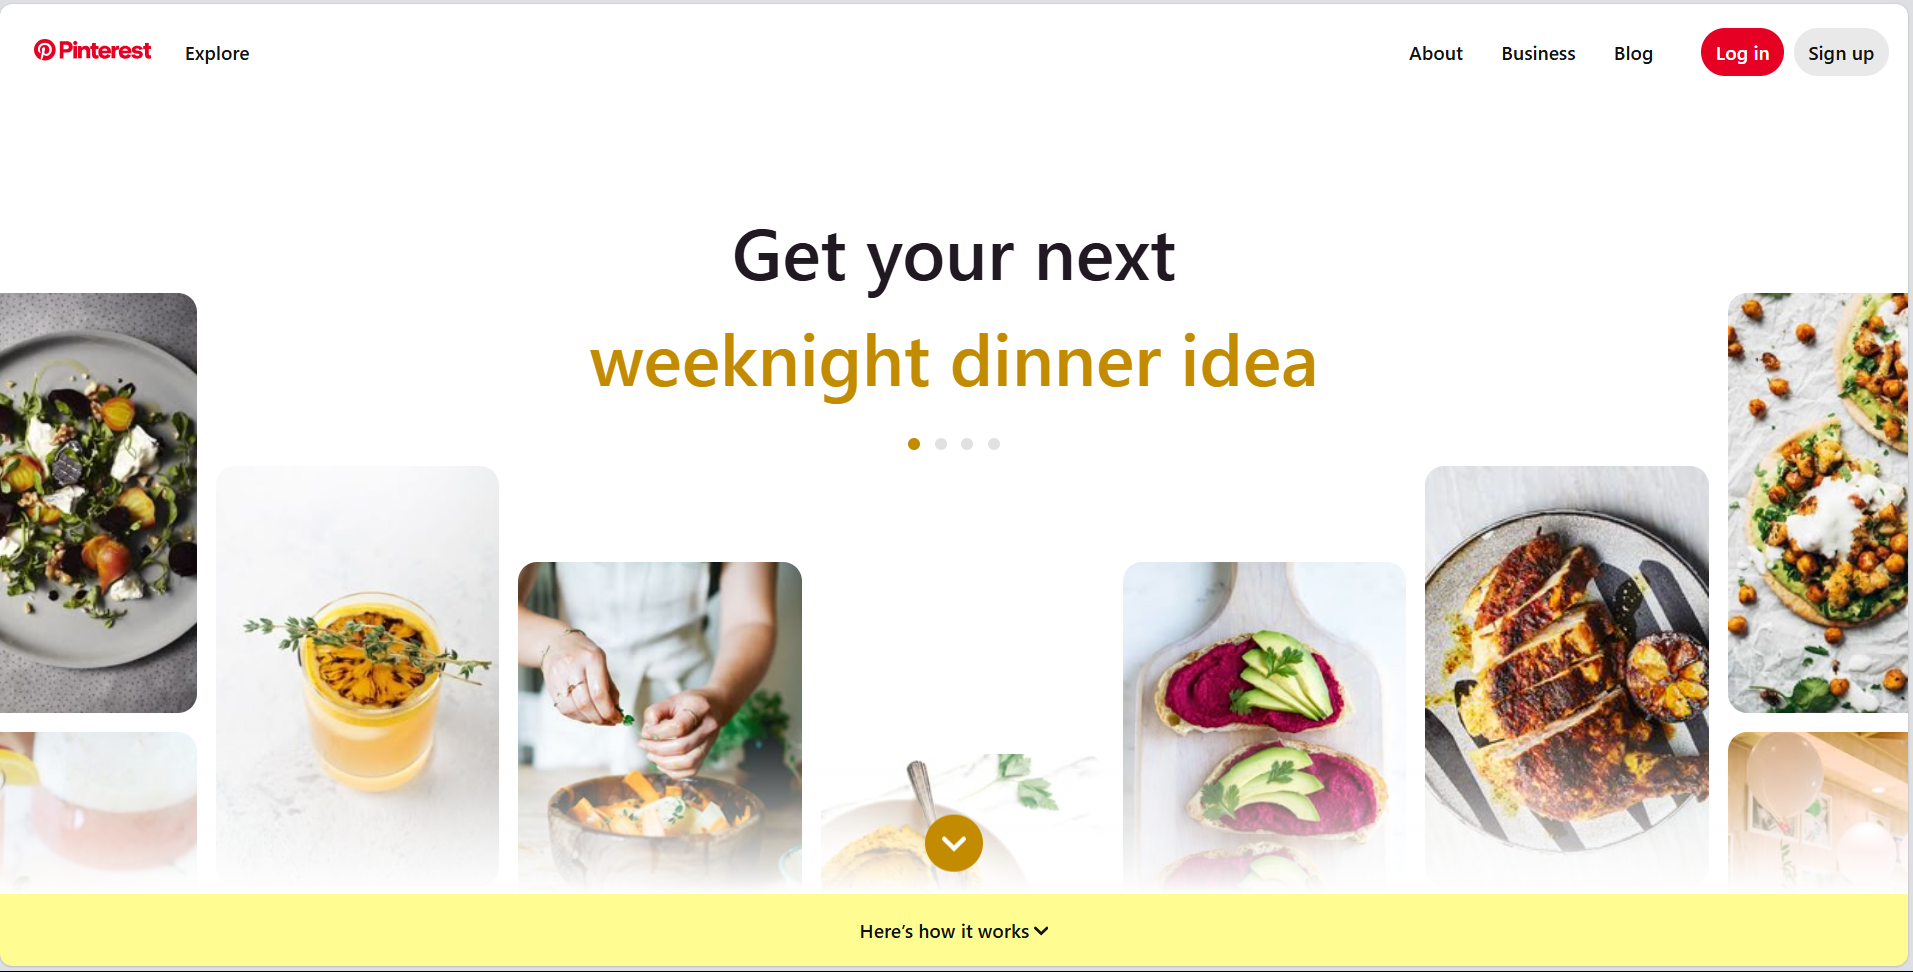 Pinterest
Explore
About
Business
Blog
Log in
Sign up
Get your next
weeknight dinner idea
Here's how it works